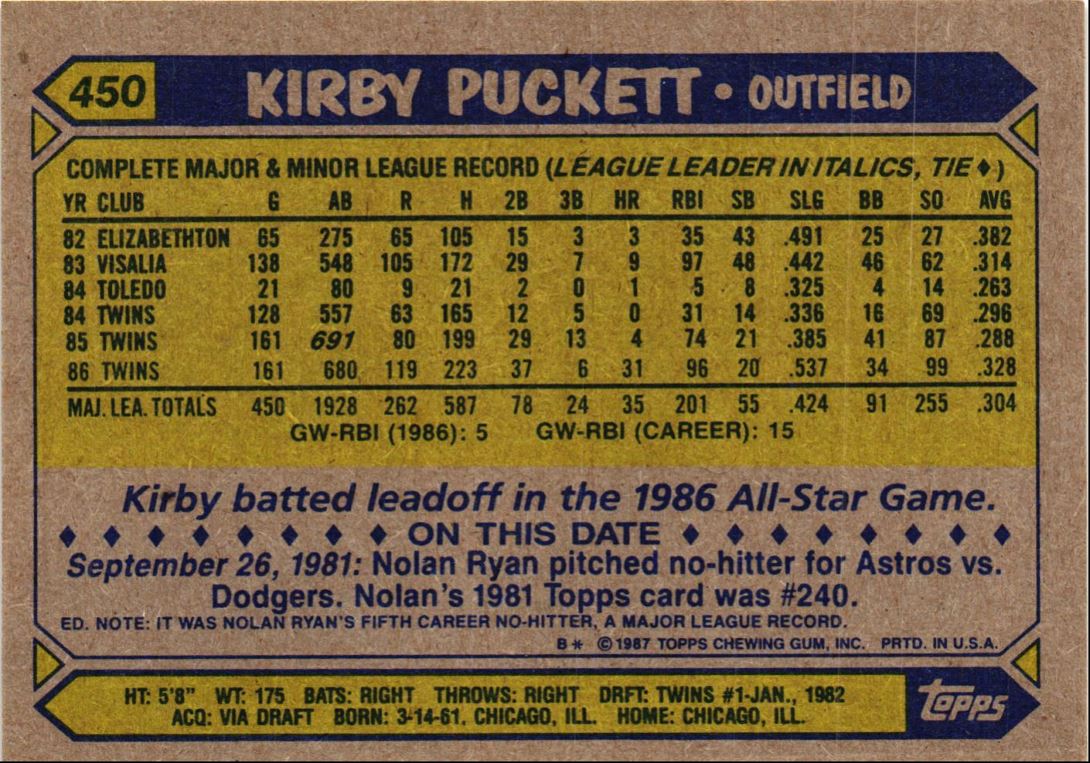 450 KIRBY PUCKETT • OUTFIELD
COMPLETE MAJOR & MINOR LEAGUE RECORD (LEAGUE LEADER IN ITALICS, TIE ♦)
YR CLUB G AB R H 2B 3B HR RBI SB SLG BB SO AVG
82 ELIZABETHTON 65 275 65 105 15 3 3 35 43 .491 25 27 .382
83 VISALIA 138 548 105 172 29 7 9 97 48 .442 46 62 .314
84 TOLEDO 21 80 9 21 2 0 1 5 8 .325 4 14 .263
84 TWINS 128 557 63 165 12 5 0 31 14 .336 16 69 .296
85 TWINS 161 691 80 199 29 13 4 74 21 .385 41 87 .288
86 TWINS 161 680 119 223 37 6 31 96 20 .537 34 99 .328
MAJ. LEA. TOTALS 450 1928 262 587 78 24 35 201 55 .424 91 255 .304
GW-RBI (1986): 5 GW-RBI (CAREER): 15
Kirby batted leadoff in the 1986 All-Star Game.
♦ ♦ ♦ ♦ ♦ ♦ ♦ ♦ ON THIS DATE ♦ ♦ ♦ ♦ ♦ ♦ ♦ ♦
September 26, 1981: Nolan Ryan pitched no-hitter for Astros vs.
Dodgers. Nolan's 1981 Topps card was #240.
ED. NOTE: IT WAS NOLAN RYAN'S FIFTH CAREER NO-HITTER, A MAJOR LEAGUE RECORD.
B* © 1987 TOPPS CHEWING GUM, INC. PRTD. IN U.S.A.
HT: 5'8" WT: 175 BATS: RIGHT THROWS: RIGHT DRFT: TWINS #1-JAN., 1982
ACQ: VIA DRAFT BORN: 3-14-61, CHICAGO, ILL. HOME: CHICAGO, ILL.
topps